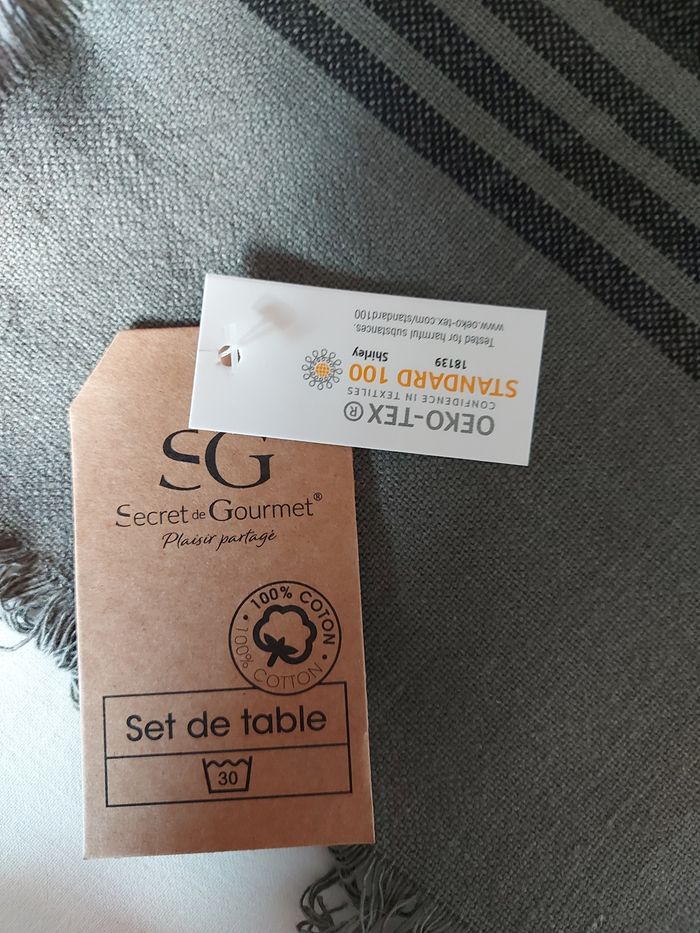 OEKO-TEX®
CONFIDENCE IN TEXTILES
STANDARD 100
18139 Shirley
Tested for harmful substances.
www.oeko-tex.com/standard100
SG
Secret de Gourmet®
Plaisir partagé
100% COTON
100% COTTON
Set de table
30